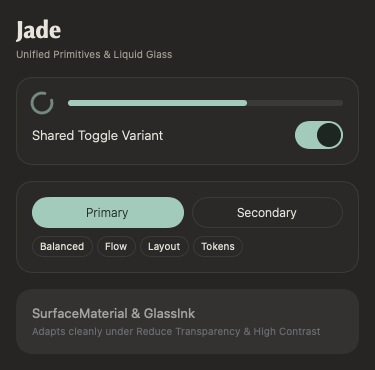 Jade
Unified Primitives & Liquid Glass
Shared Toggle Variant
Primary
Secondary
Balanced
Flow
Layout
Tokens
SurfaceMaterial & GlassInk
Adapts cleanly under Reduce Transparency & High Contrast